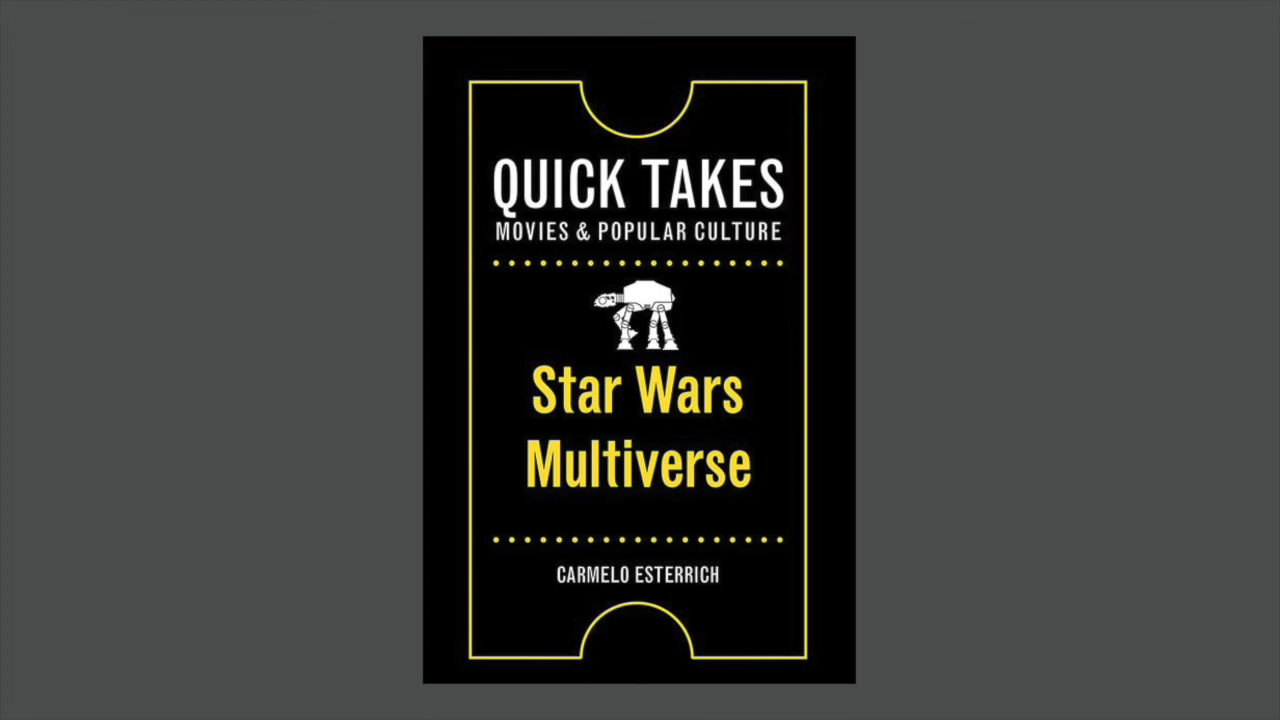 QUICK TAKES
MOVIES & POPULAR CULTURE
Star Wars
Multiverse
CARMELO ESTERRICH